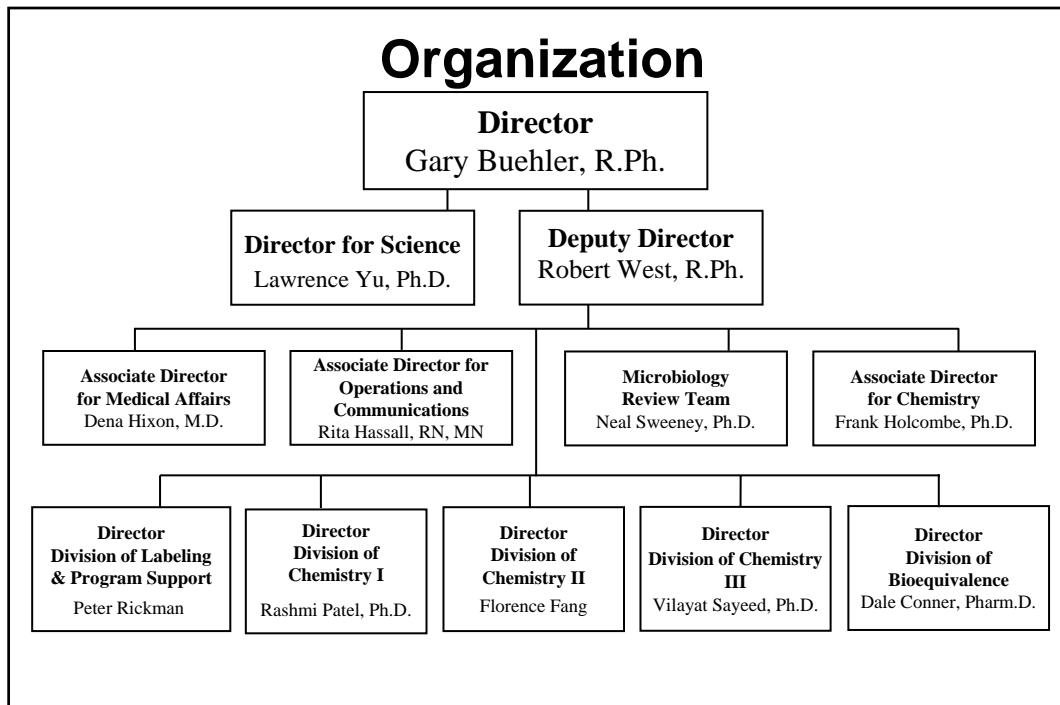 Organization
Director
Gary Buehler, R.Ph.
Director for Science
Lawrence Yu, Ph.D.
Deputy Director
Robert West, R.Ph.
Associate Director
for Medical Affairs
Dena Hixon, M.D.
Associate Director for
Operations and
Communications
Rita Hassall, RN, MN
Microbiology
Review Team
Neal Sweeney, Ph.D.
Associate Director
for Chemistry
Frank Holcombe, Ph.D.
Director
Division of Labeling
& Program Support
Peter Rickman
Director
Division of
Chemistry I
Rashmi Patel, Ph.D.
Director
Division of
Chemistry II
Florence Fang
Director
Division of Chemistry
III
Vilayat Sayeed, Ph.D.
Director
Division of
Bioequivalence
Dale Conner, Pharm.D.